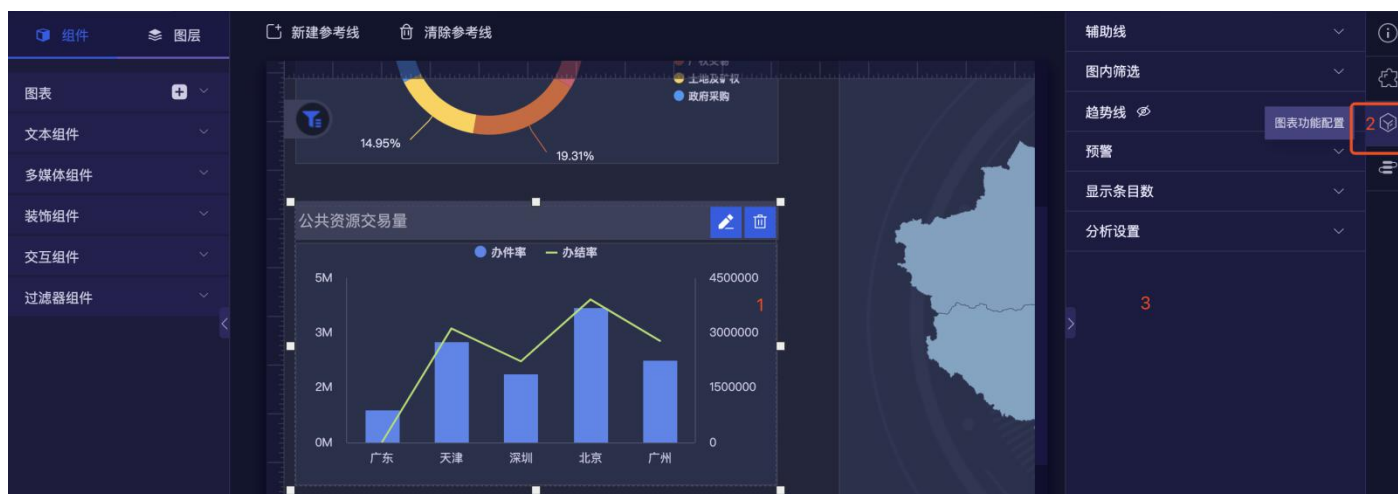 组件
图层
图表
文本组件
多媒体组件
装饰组件
交互组件
过滤器组件
新建参考线
清除参考线
土地及矿权
政府采购
14.95%
19.31%
公共资源交易量
办件率
办结率
5M
3M
2M
0M
4500000
3000000
1500000
0
1
广东
天津
深圳
北京
广州
辅助线
图内筛选
趋势线
图表功能配置
2
预警
显示条目数
分析设置
3